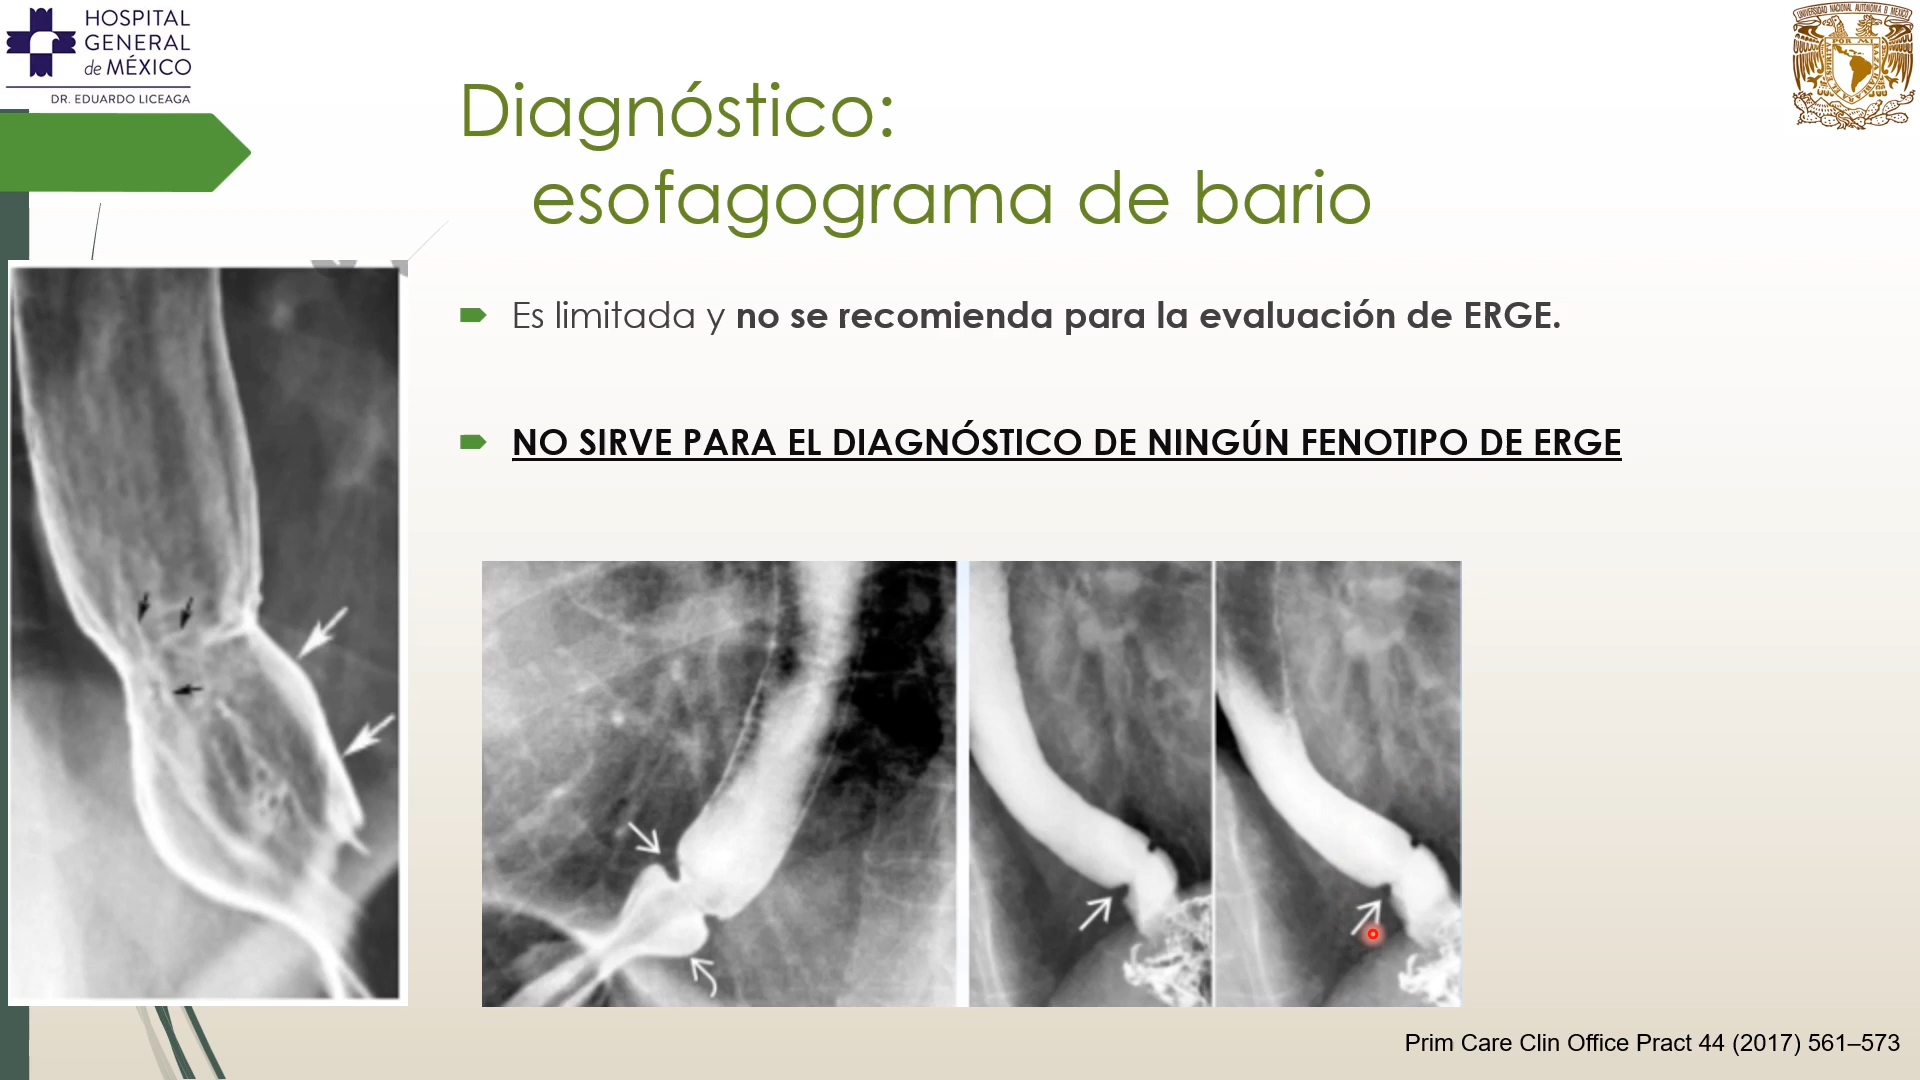 HOSPITAL
GENERAL
de MÉXICO
DR. EDUARDO LICEAGA
Diagnóstico:
esofagograma de bario
Es limitada y no se recomienda para la evaluación de ERGE.
NO SIRVE PARA EL DIAGNÓSTICO DE NINGÚN FENOTIPO DE ERGE
Prim Care Clin Office Pract 44 (2017) 561–573